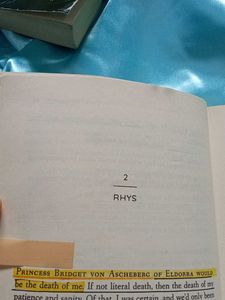 2
RHYS
PRINCESS BRIDGET VON ASCHEBERG OF ELDORRA WOULD
be the death of me. If not literal death, then the death of my
patience and sanity. Of that, I was certain, and we'd only been